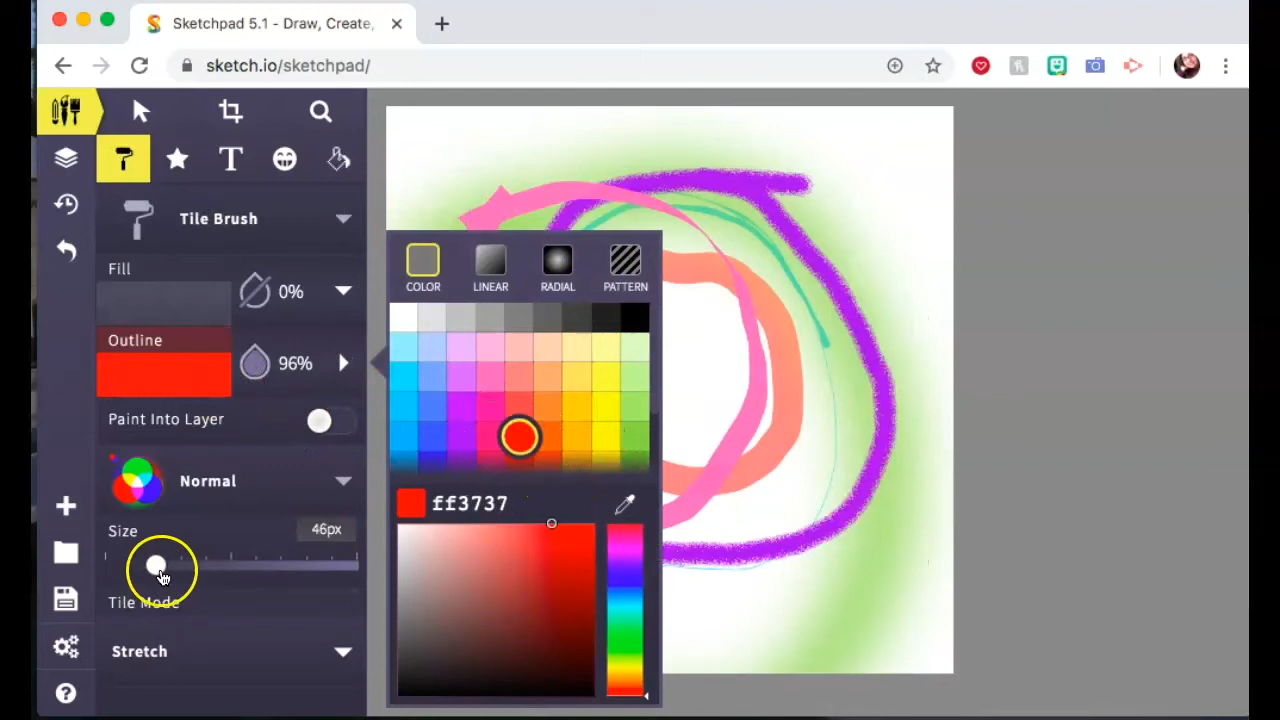 Sketchpad 5.1 - Draw, Create,
sketch.io/sketchpad/
T
Tile Brush
Fill
0%
Outline
96%
Paint Into Layer
Normal
Size
46px
Tile Mode
Stretch
COLOR
LINEAR
RADIAL
PATTERN
ff3737